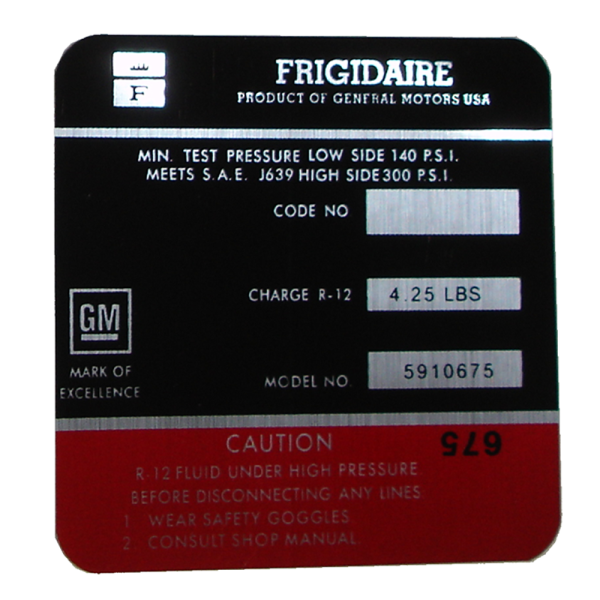 F
FRIGIDAIRE
PRODUCT OF GENERAL MOTORS USA
MIN. TEST PRESSURE LOW SIDE 140 P.S.I.
MEETS S.A.E. J639 HIGH SIDE 300 P.S.I.
CODE NO
CHARGE R-12 4.25 LBS
GM
MARK OF
EXCELLENCE
MODEL NO. 5910675
CAUTION 675
R-12 FLUID UNDER HIGH PRESSURE.
BEFORE DISCONNECTING ANY LINES:
1 WEAR SAFETY GOGGLES.
2. CONSULT SHOP MANUAL.